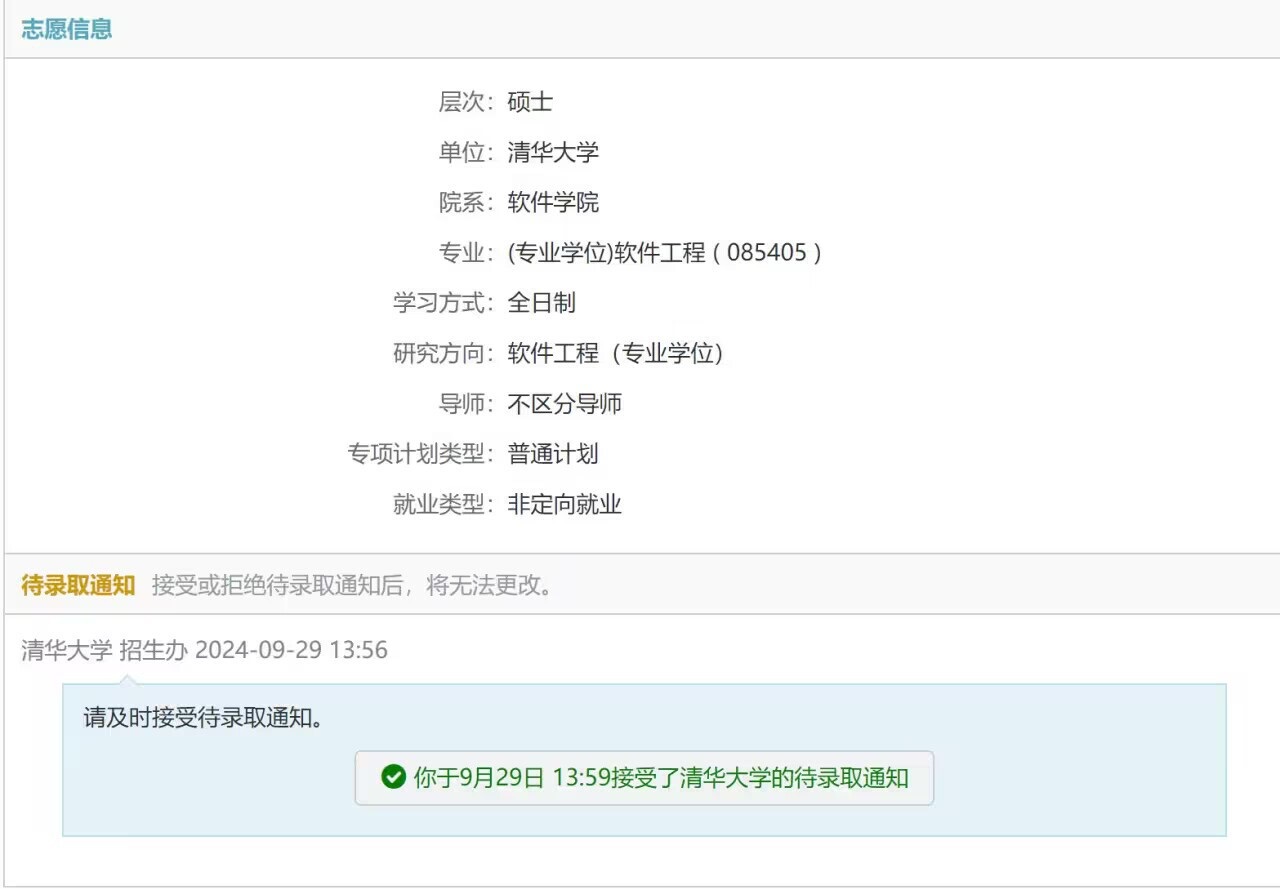 志愿信息
层次：硕士
单位：清华大学
院系：软件学院
专业：(专业学位)软件工程 ( 085405 )
学习方式：全日制
研究方向：软件工程（专业学位）
导师：不区分导师
专项计划类型：普通计划
就业类型：非定向就业
待录取通知 接受或拒绝待录取通知后，将无法更改。
清华大学 招生办 2024-09-29 13:56
请及时接受待录取通知。
你于9月29日 13:59接受了清华大学的待录取通知